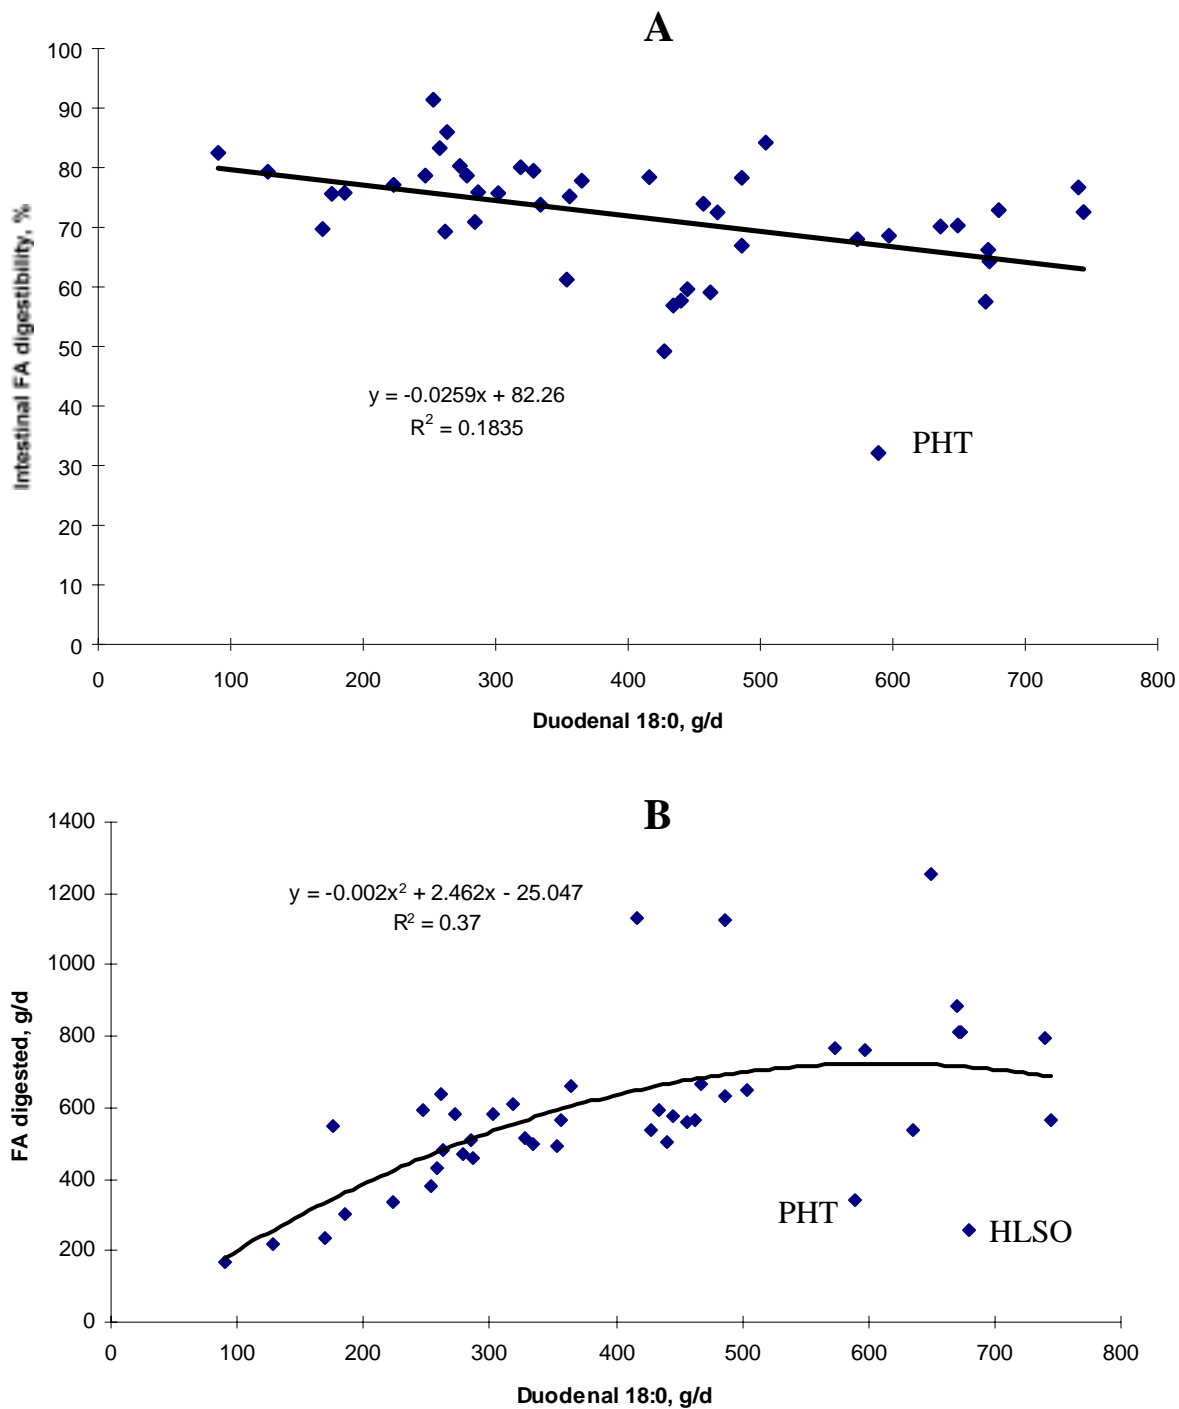 A
100
90
80
70
60
50
40
30
20
10
0
Intestinal FA digestibility, %
y = -0.0259x + 82.26
R² = 0.1835
PHT
0 100 200 300 400 500 600 700 800
Duodenal 18:0, g/d
B
1400
1200
1000
800
600
400
200
0
FA digested, g/d
y = -0.002x² + 2.462x - 25.047
R² = 0.37
PHT
HLSO
0 100 200 300 400 500 600 700 800
Duodenal 18:0, g/d